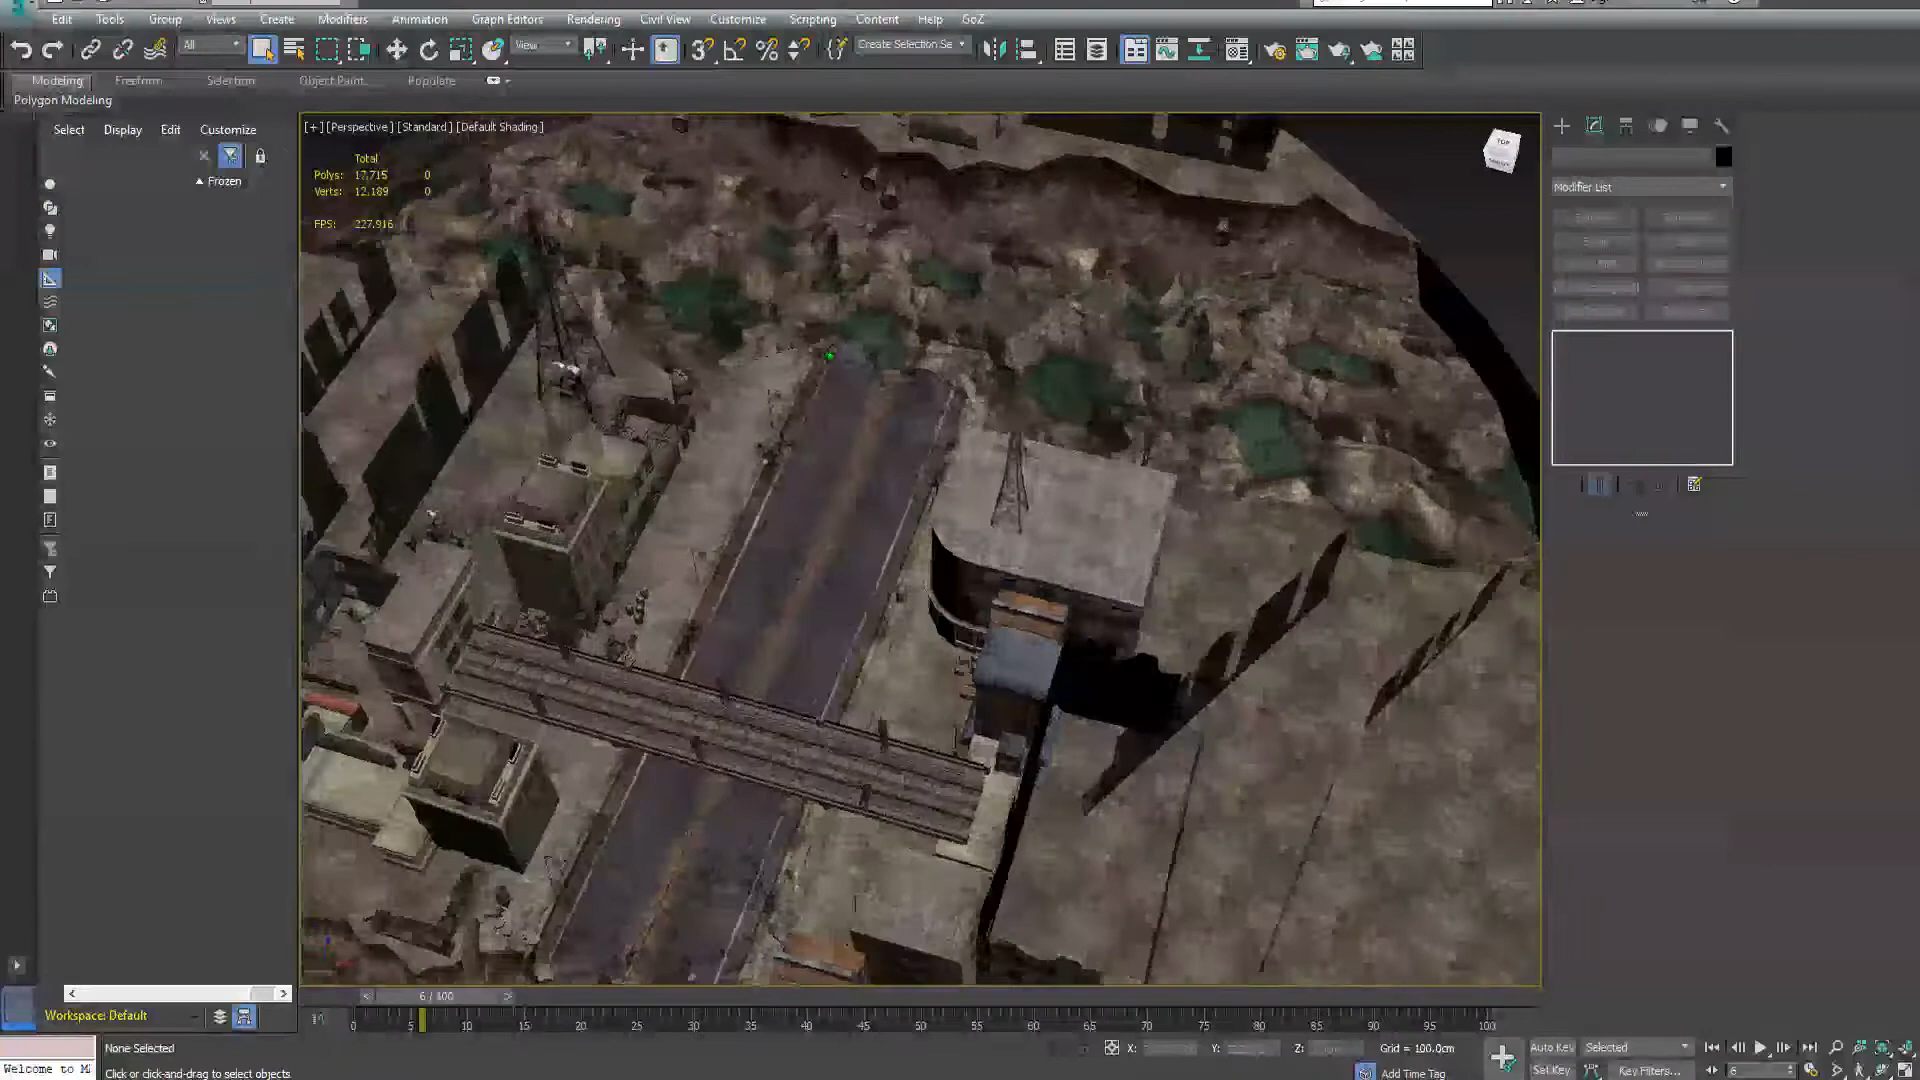 Edit Tools Group Views Create Modifiers Animation Graph Editors Rendering Civil View Customize Scripting Content Help GoZ
All View Create Selection Se
Modeling Freeform Selection Object Paint Populate
Polygon Modeling
Select Display Edit Customize
Frozen
[+] [Perspective] [Standard] [Default Shading]
Total
Polys: 17,715 0
Verts: 12,189 0
FPS: 227.916
TOP
Modifier List
6 / 100
Workspace: Default
0 5 10 15 20 25 30 35 40 45 50 55 60 65 70 75 80 85 90 95 100
None Selected
X: Y: Z: Grid = 100.0cm
Auto Key Selected
Welcome to M
Click or click-and-drag to select objects
Add Time Tag
Set Key Key Filters...
6